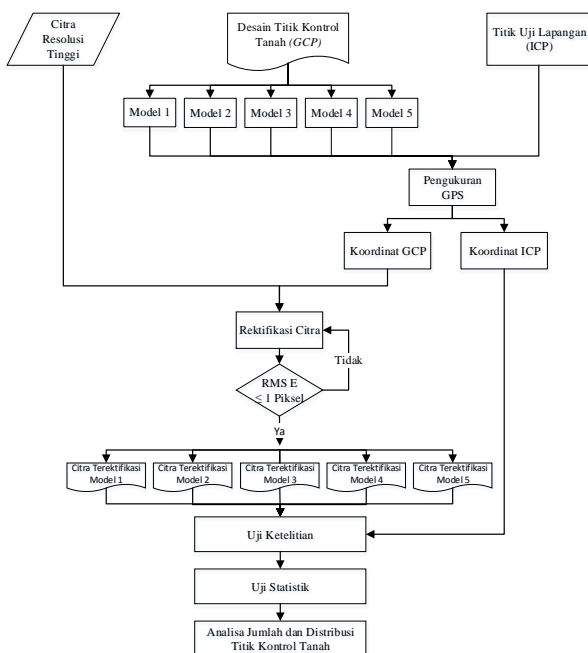 Citra
Resolusi
Tinggi
Desain Titik Kontrol
Tanah (GCP)
Titik Uji Lapangan
(ICP)
Model 1
Model 2
Model 3
Model 4
Model 5
Pengukuran
GPS
Koordinat GCP
Koordinat ICP
Rektifikasi Citra
Tidak
RMS E
≤ 1 Piksel
Ya
Citra Terektifikasi
Model 1
Citra Terektifikasi
Model 2
Citra Terektifikasi
Model 3
Citra Terektifikasi
Model 4
Citra Terektifikasi
Model 5
Uji Ketelitian
Uji Statistik
Analisa Jumlah dan Distribusi
Titik Kontrol Tanah